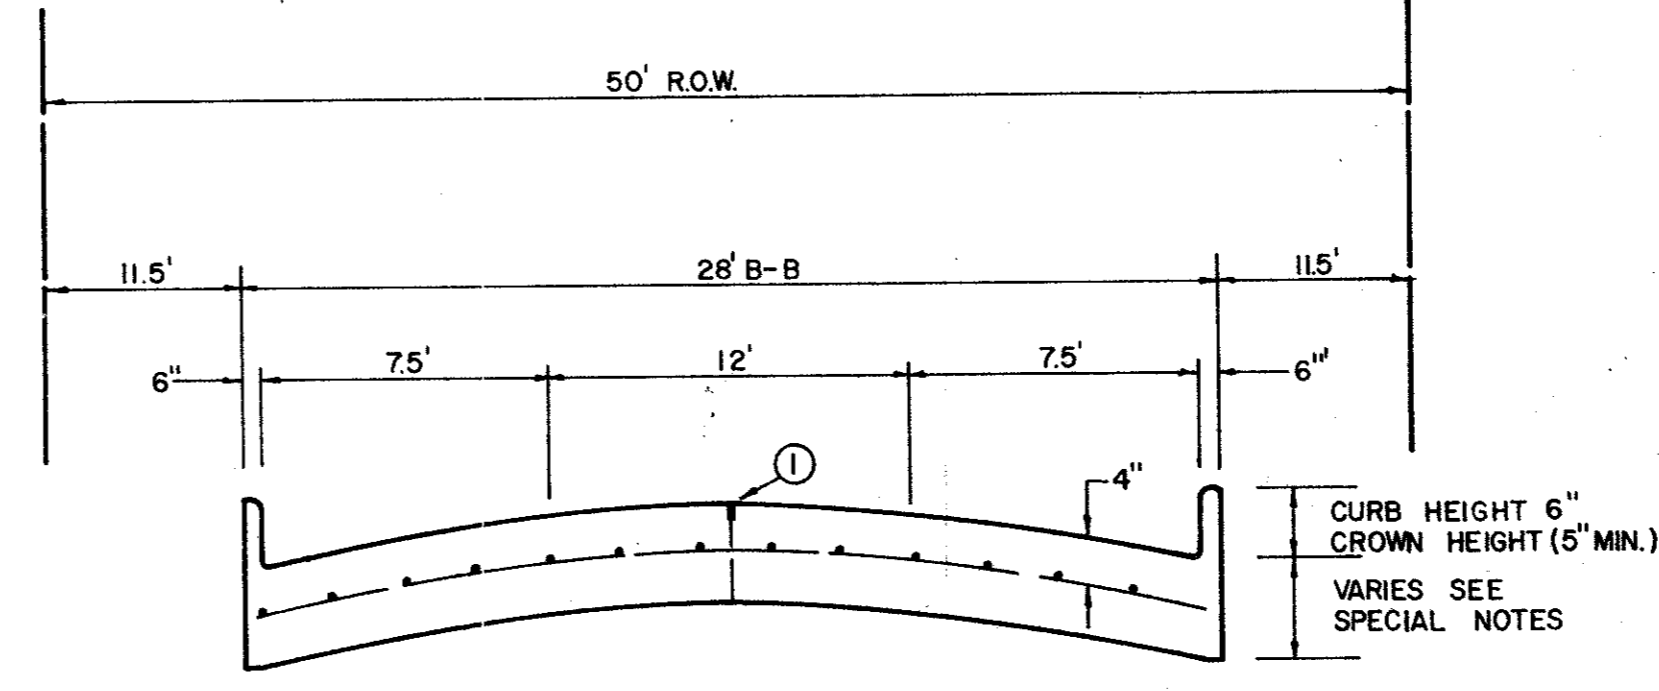 50' R.O.W.
11.5'
28' B-B
11.5'
6"
7.5'
12'
7.5'
6"'
1
4"
CURB HEIGHT 6"
CROWN HEIGHT (5" MIN.)
VARIES SEE
SPECIAL NOTES